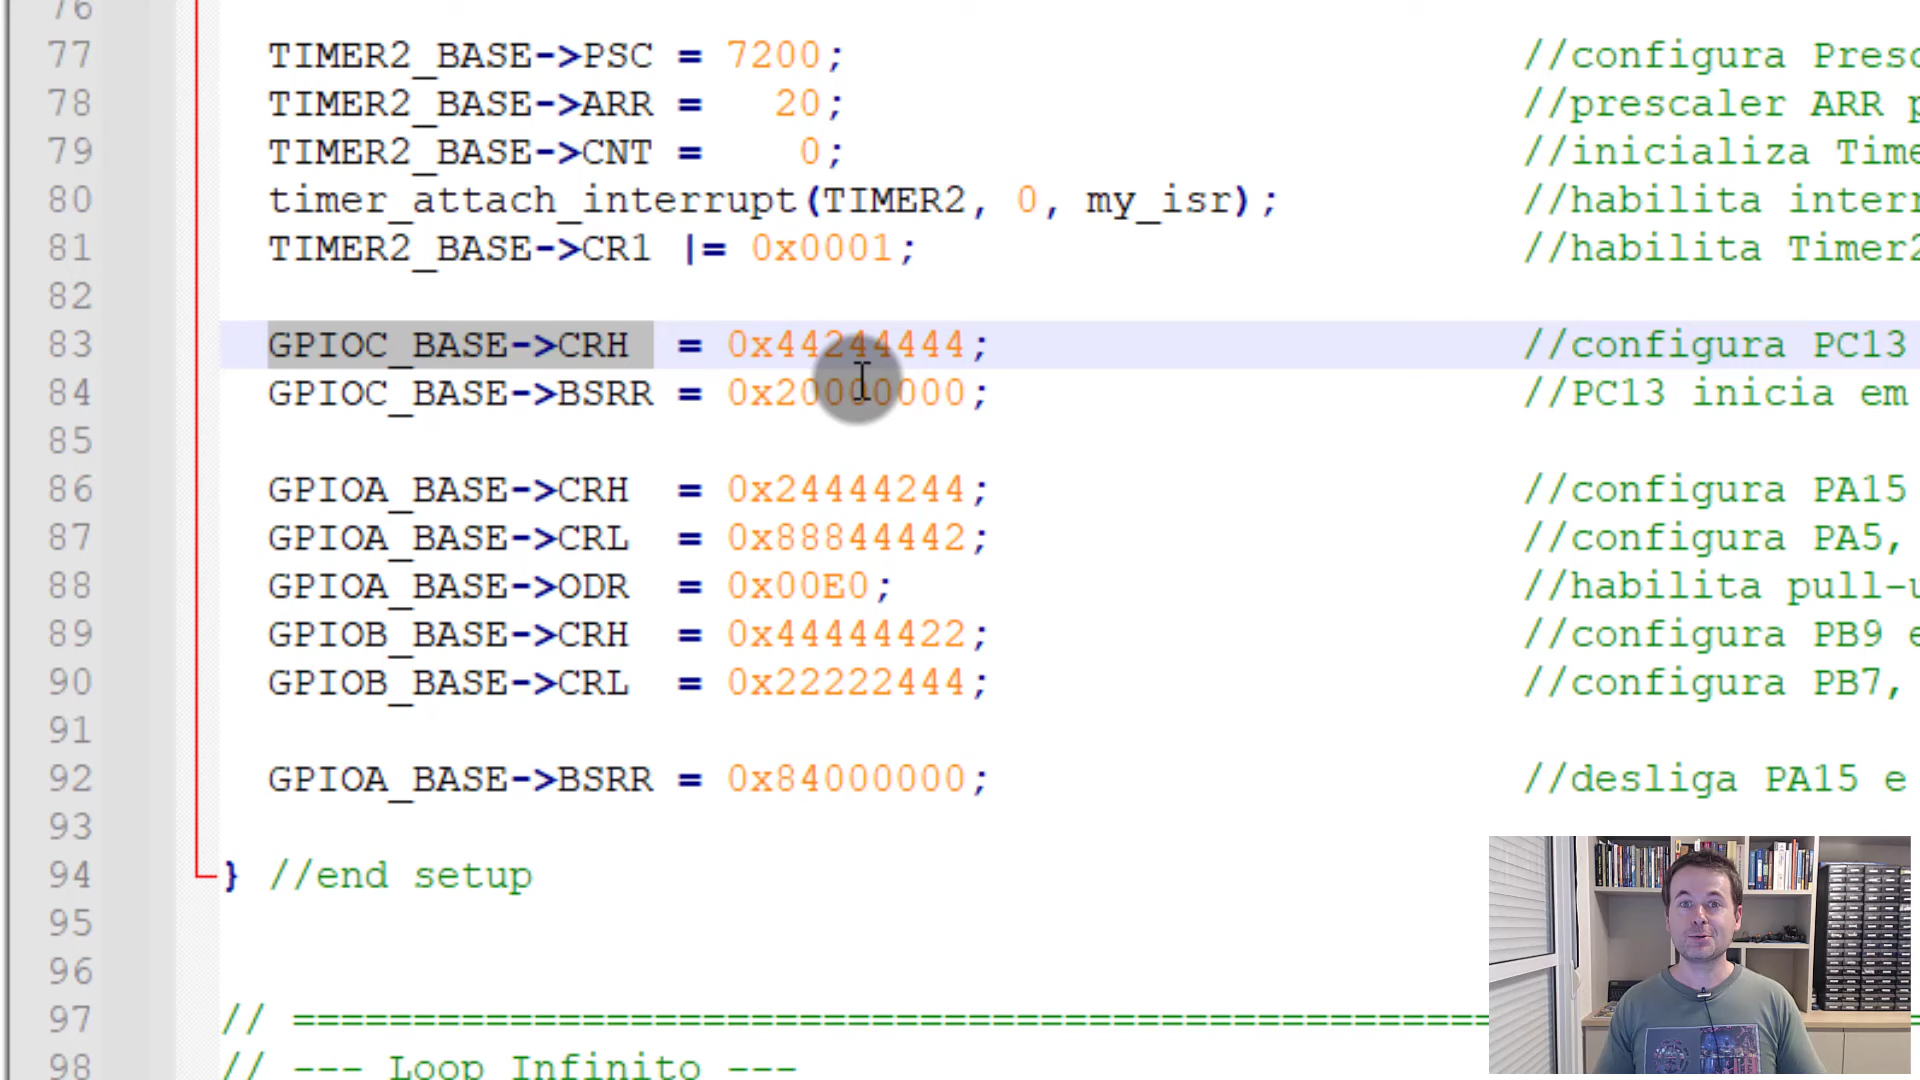 76
77 TIMER2_BASE->PSC = 7200; //configura Presc
78 TIMER2_BASE->ARR = 20; //prescaler ARR p
79 TIMER2_BASE->CNT = 0; //inicializa Time
80 timer_attach_interrupt(TIMER2, 0, my_isr); //habilita interr
81 TIMER2_BASE->CR1 |= 0x0001; //habilita Timer2
82
83 GPIOC_BASE->CRH = 0x44244444; //configura PC13
84 GPIOC_BASE->BSRR = 0x20000000; //PC13 inicia em
85
86 GPIOA_BASE->CRH = 0x24444244; //configura PA15
87 GPIOA_BASE->CRL = 0x88844442; //configura PA5,
88 GPIOA_BASE->ODR = 0x00E0; //habilita pull-u
89 GPIOB_BASE->CRH = 0x44444422; //configura PB9 e
90 GPIOB_BASE->CRL = 0x22222444; //configura PB7,
91
92 GPIOA_BASE->BSRR = 0x84000000; //desliga PA15 e
93
94 } //end setup
95
96
97 // ==================================================
98 // --- Loop Infinito ---